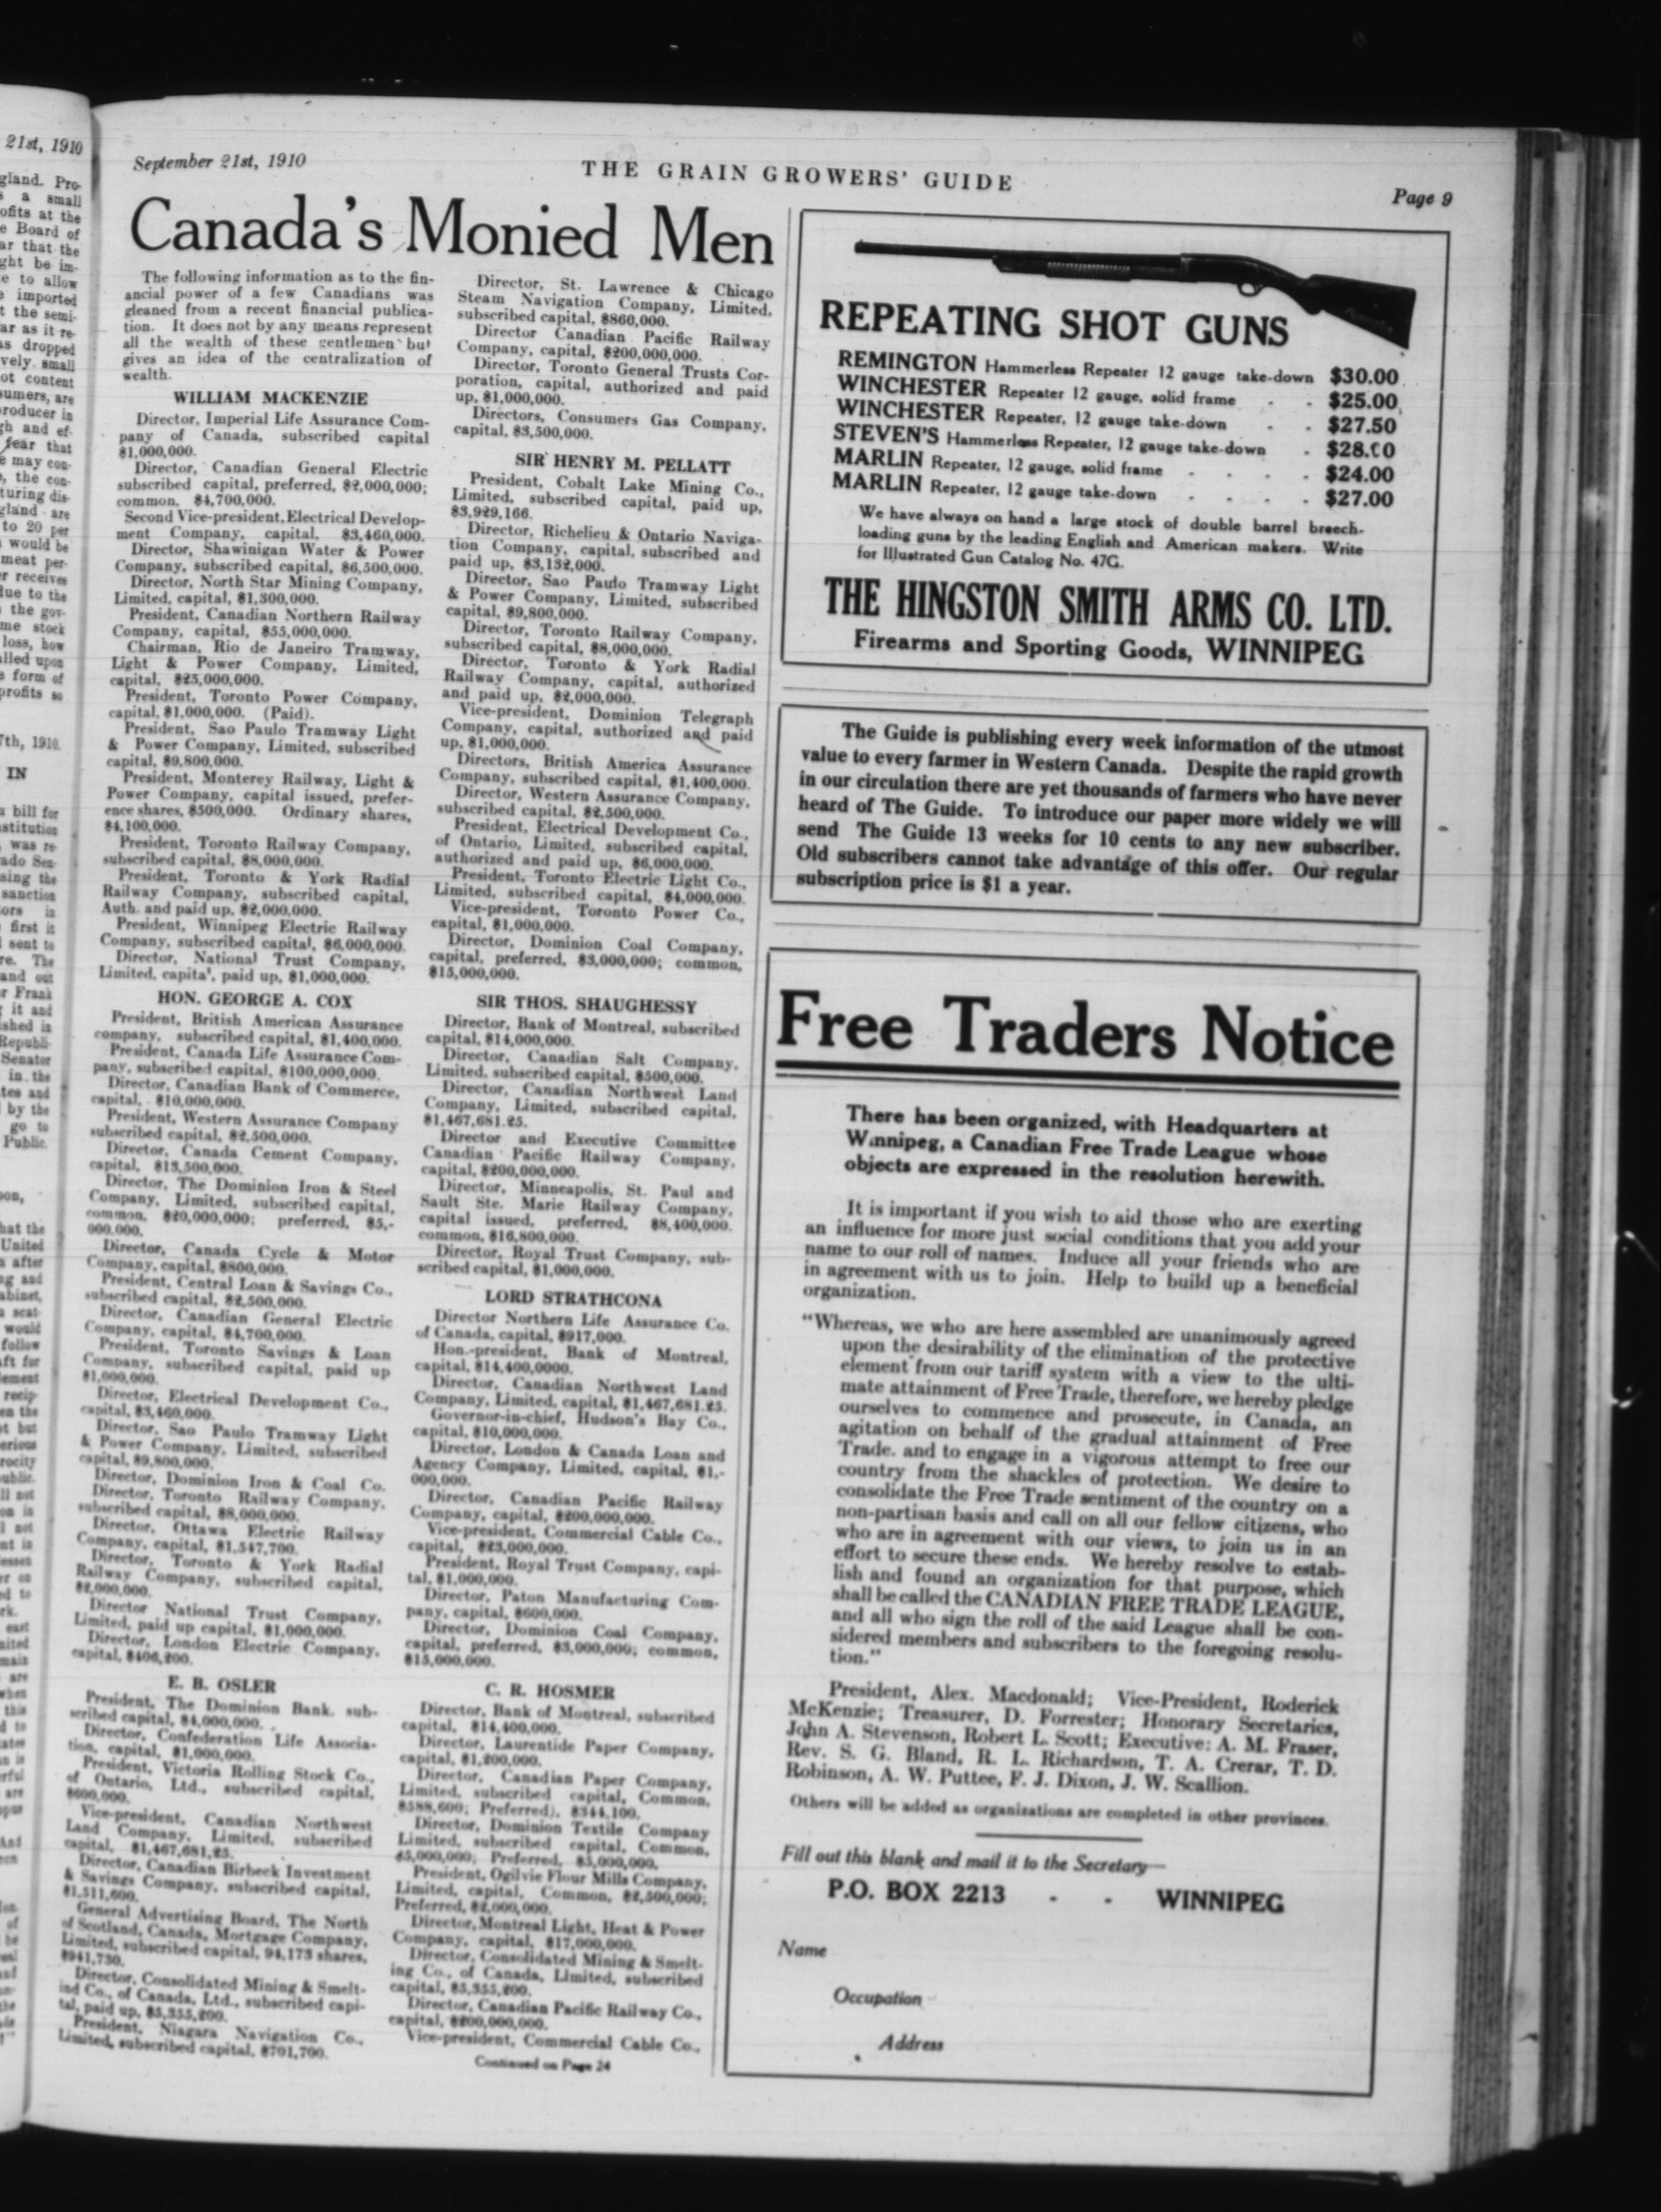 September 21st, 1910
THE GRAIN GROWERS' GUIDE
Page 9
Canada's Monied Men
The following information as to the fin-
ancial power of a few Canadians was
gleaned from a recent financial publica-
tion. It does not by any means represent
all the wealth of these gentlemen but
gives an idea of the centralization of
wealth.
WILLIAM MACKENZIE
Director, Imperial Life Assurance Com-
pany of Canada, subscribed capital
$1,000,000.
Director, Canadian General Electric
subscribed capital, preferred, $2,000,000;
common, $4,700,000.
Second Vice-president, Electrical Develop-
ment Company, capital, $3,460,000.
Director, Shawinigan Water & Power
Company, subscribed capital, $6,500,000.
Director, North Star Mining Company,
Limited, capital, $1,300,000.
President, Canadian Northern Railway
Company, capital, $55,000,000.
Chairman, Rio de Janeiro Tramway,
Light & Power Company, Limited,
capital, $25,000,000.
President, Toronto Power Company,
capital, $1,000,000. (Paid).
President, Sao Paulo Tramway Light
& Power Company, Limited, subscribed
capital, $9,800,000.
President, Monterey Railway, Light &
Power Company, capital issued, prefer-
ence shares, $500,000. Ordinary shares,
$4,100,000.
President, Toronto Railway Company,
subscribed capital, $8,000,000.
President, Toronto & York Radial
Railway Company, subscribed capital,
Auth. and paid up, $2,000,000.
President, Winnipeg Electric Railway
Company, subscribed capital, $6,000,000.
Director, National Trust Company,
Limited, capital, paid up, $1,000,000.
HON. GEORGE A. COX
President, British American Assurance
company, subscribed capital, $1,400,000.
President, Canada Life Assurance Com-
pany, subscribed capital, $100,000,000.
Director, Canadian Bank of Commerce,
capital, $10,000,000.
President, Western Assurance Company
subscribed capital, $2,500,000.
Director, Canada Cement Company,
capital, $13,500,000.
Director, The Dominion Iron & Steel
Company, Limited, subscribed capital,
common, $20,000,000; preferred, $5,-
000,000.
Director, Canada Cycle & Motor
Company, capital, $800,000.
President, Central Loan & Savings Co.,
subscribed capital, $2,500,000.
Director, Canadian General Electric
Company, capital, $4,700,000.
President, Toronto Savings & Loan
Company, subscribed capital, paid up
$1,000,000.
Director, Electrical Development Co.,
capital, $3,460,000.
Director, Sao Paulo Tramway Light
& Power Company, Limited, subscribed
capital, $9,800,000.
Director, Dominion Iron & Coal Co.
Director, Toronto Railway Company,
subscribed capital, $8,000,000.
Director, Ottawa Electric Railway
Company, capital, $1,547,700.
Director, Toronto & York Radial
Railway Company, subscribed capital,
$2,000,000.
Director National Trust Company,
Limited, paid up capital, $1,000,000.
Director, London Electric Company,
capital, $406,200.
E. B. OSLER
President, The Dominion Bank, sub-
scribed capital, $4,000,000.
Director, Confederation Life Associa-
tion, capital, $1,000,000.
President, Victoria Rolling Stock Co.,
of Ontario, Ltd., subscribed capital,
$600,000.
Vice-president, Canadian Northwest
Land Company, Limited, subscribed
capital, $1,467,681.25.
Director, Canadian Birbeck Investment
& Savings Company, subscribed capital,
$1,511,600.
General Advertising Board, The North
of Scotland, Canada, Mortgage Company,
Limited, subscribed capital, 94,173 shares,
$941,730.
Director, Consolidated Mining & Smelt-
ind Co., of Canada, Ltd., subscribed capi-
tal, paid up, $5,355,200.
President, Niagara Navigation Co.,
Limited, subscribed capital, $701,700.
Director, St. Lawrence & Chicago
Steam Navigation Company, Limited,
subscribed capital, $860,000.
Director Canadian Pacific Railway
Company, capital, $200,000,000.
Director, Toronto General Trusts Cor-
poration, capital, authorized and paid
up, $1,000,000.
Directors, Consumers Gas Company,
capital, $3,500,000.
SIR HENRY M. PELLATT
President, Cobalt Lake Mining Co.,
Limited, subscribed capital, paid up,
$3,929,166.
Director, Richelieu & Ontario Naviga-
tion Company, capital, subscribed and
paid up, $3,132,000.
Director, Sao Paulo Tramway Light
& Power Company, Limited, subscribed
capital, $9,800,000.
Director, Toronto Railway Company,
subscribed capital, $8,000,000.
Director, Toronto & York Radial
Railway Company, capital, authorized
and paid up, $2,000,000.
Vice-president, Dominion Telegraph
Company, capital, authorized and paid
up, $1,000,000.
Directors, British America Assurance
Company, subscribed capital, $1,400,000.
Director, Western Assurance Company,
subscribed capital, $2,500,000.
President, Electrical Development Co.,
of Ontario, Limited, subscribed capital,
authorized and paid up, $6,000,000.
President, Toronto Electric Light Co.,
Limited, subscribed capital, $4,000,000.
Vice-president, Toronto Power Co.,
capital, $1,000,000.
Director, Dominion Coal Company,
capital, preferred, $3,000,000; common,
$15,000,000.
SIR THOS. SHAUGHESSY
Director, Bank of Montreal, subscribed
capital, $14,000,000.
Director, Canadian Salt Company,
Limited, subscribed capital, $500,000.
Director, Canadian Northwest Land
Company, Limited, subscribed capital,
$1,467,681.25.
Director and Executive Committee
Canadian Pacific Railway Company,
capital, $200,000,000.
Director, Minneapolis, St. Paul and
Sault Ste. Marie Railway Company,
capital issued, preferred, $8,400,000.
common, $16,800,000.
Director, Royal Trust Company, sub-
scribed capital, $1,000,000.
LORD STRATHCONA
Director Northern Life Assurance Co.
of Canada, capital, $917,000.
Hon.-president, Bank of Montreal,
capital, $14,400,0000.
Director, Canadian Northwest Land
Company, Limited, capital, $1,467,681.25.
Governor-in-chief, Hudson's Bay Co.,
capital, $10,000,000.
Director, London & Canada Loan and
Agency Company, Limited, capital, $1,-
000,000.
Director, Canadian Pacific Railway
Company, capital, $200,000,000.
Vice-president, Commercial Cable Co.,
capital, $23,000,000.
President, Royal Trust Company, capi-
tal, $1,000,000.
Director, Paton Manufacturing Com-
pany, capital, $600,000.
Director, Dominion Coal Company,
capital, preferred, $3,000,000; common,
$15,000,000.
C. R. HOSMER
Director, Bank of Montreal, subscribed
capital, $14,400,000.
Director, Laurentide Paper Company,
capital, $1,200,000.
Director, Canadian Paper Company,
Limited, subscribed capital, Common,
$588,600; Preferred), $344,100.
Director, Dominion Textile Company
Limited, subscribed capital, Common,
$5,000,000; Preferred, $5,000,000.
President, Ogilvie Flour Mills Company,
Limited, capital, Common, $2,500,000;
Preferred, $2,000,000.
Director, Montreal Light, Heat & Power
Company, capital, $17,000,000.
Director, Consolidated Mining & Smelt-
ing Co., of Canada, Limited, subscribed
capital, $5,355,200.
Director, Canadian Pacific Railway Co.,
capital, $200,000,000.
Vice-president, Commercial Cable Co.,
Continued on Page 24
REPEATING SHOT GUNS
REMINGTON Hammerless Repeater 12 gauge take-down $30.00
WINCHESTER Repeater 12 gauge, solid frame - - $25.00
WINCHESTER Repeater, 12 gauge take-down - - $27.50
STEVEN'S Hammerless Repeater, 12 gauge take-down - $28.00
MARLIN Repeater, 12 gauge, solid frame - - - - $24.00
MARLIN Repeater, 12 gauge take-down - - - - $27.00
We have always on hand a large stock of double barrel breech-
loading guns by the leading English and American makers. Write
for Illustrated Gun Catalog No. 47G.
THE HINGSTON SMITH ARMS CO. LTD.
Firearms and Sporting Goods, WINNIPEG
The Guide is publishing every week information of the utmost
value to every farmer in Western Canada. Despite the rapid growth
in our circulation there are yet thousands of farmers who have never
heard of The Guide. To introduce our paper more widely we will
send The Guide 13 weeks for 10 cents to any new subscriber.
Old subscribers cannot take advantage of this offer. Our regular
subscription price is $1 a year.
Free Traders Notice
There has been organized, with Headquarters at
Winnipeg, a Canadian Free Trade League whose
objects are expressed in the resolution herewith.
It is important if you wish to aid those who are exerting
an influence for more just social conditions that you add your
name to our roll of names. Induce all your friends who are
in agreement with us to join. Help to build up a beneficial
organization.
"Whereas, we who are here assembled are unanimously agreed
upon the desirability of the elimination of the protective
element from our tariff system with a view to the ulti-
mate attainment of Free Trade, therefore, we hereby pledge
ourselves to commence and prosecute, in Canada, an
agitation on behalf of the gradual attainment of Free
Trade. and to engage in a vigorous attempt to free our
country from the shackles of protection. We desire to
consolidate the Free Trade sentiment of the country on a
non-partisan basis and call on all our fellow citizens, who
who are in agreement with our views, to join us in an
effort to secure these ends. We hereby resolve to estab-
lish and found an organization for that purpose, which
shall be called the CANADIAN FREE TRADE LEAGUE,
and all who sign the roll of the said League shall be con-
sidered members and subscribers to the foregoing resolu-
tion."
President, Alex. Macdonald; Vice-President, Roderick
McKenzie; Treasurer, D. Forrester; Honorary Secretaries,
John A. Stevenson, Robert L. Scott; Executive: A. M. Fraser,
Rev. S. G. Bland, R. L. Richardson, T. A. Crerar, T. D.
Robinson, A. W. Puttee, F. J. Dixon, J. W. Scallion.
Others will be added as organizations are completed in other provinces.
Fill out this blank and mail it to the Secretary—
P.O. BOX 2213 - - WINNIPEG
Name
Occupation
Address